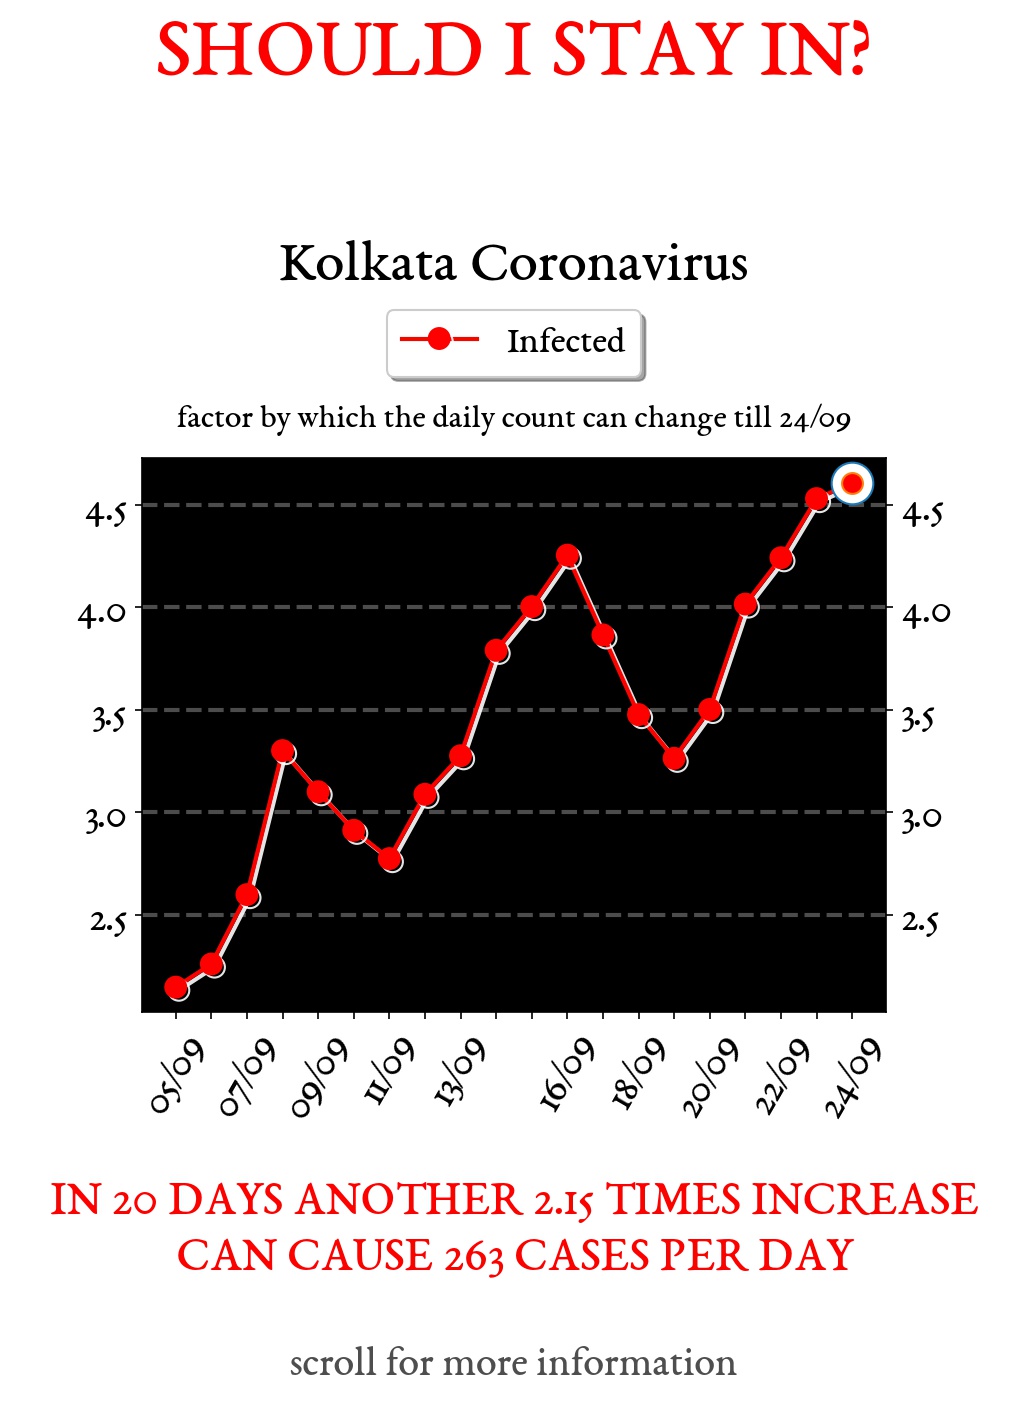 SHOULD I STAY IN?
Kolkata Coronavirus
Infected
factor by which the daily count can change till 24/09
4.5 4.5
4.0 4.0
3.5 3.5
3.0 3.0
2.5 2.5
05/09 07/09 09/09 11/09 13/09 16/09 18/09 20/09 22/09 24/09
IN 20 DAYS ANOTHER 2.15 TIMES INCREASE
CAN CAUSE 263 CASES PER DAY
scroll for more information